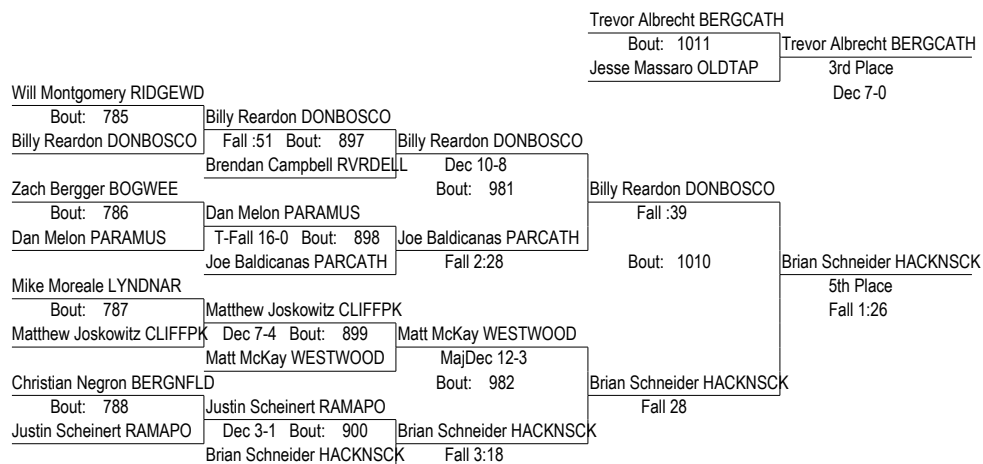 Trevor Albrecht BERGCATH
Bout: 1011 Trevor Albrecht BERGCATH
Jesse Massaro OLDTAP 3rd Place
Will Montgomery RIDGEWD Dec 7-0
Bout: 785 Billy Reardon DONBOSCO
Billy Reardon DONBOSCO Fall :51 Bout: 897 Billy Reardon DONBOSCO
Brendan Campbell RVRDELL Dec 10-8
Zach Bergger BOGWEE Bout: 981 Billy Reardon DONBOSCO
Bout: 786 Dan Melon PARAMUS Fall :39
Dan Melon PARAMUS T-Fall 16-0 Bout: 898 Joe Baldicanas PARCATH
Joe Baldicanas PARCATH Fall 2:28 Bout: 1010 Brian Schneider HACKNSCK
Mike Moreale LYNDNAR 5th Place
Bout: 787 Matthew Joskowitz CLIFFPK Fall 1:26
Matthew Joskowitz CLIFFPK Dec 7-4 Bout: 899 Matt McKay WESTWOOD
Matt McKay WESTWOOD MajDec 12-3
Christian Negron BERGNFLD Bout: 982 Brian Schneider HACKNSCK
Bout: 788 Justin Scheinert RAMAPO Fall 28
Justin Scheinert RAMAPO Dec 3-1 Bout: 900 Brian Schneider HACKNSCK
Brian Schneider HACKNSCK Fall 3:18